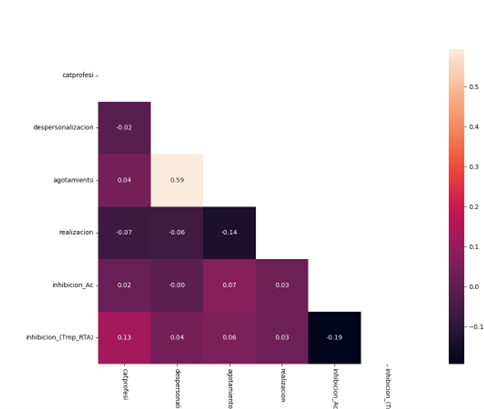 catprofesi
despersonalizacion
-0.02
agotamiento
0.04 0.59
realizacion
-0.07 -0.06 -0.14
inhibicion_Ac
0.02 -0.00 0.07 0.03
inhibicion_(Tmp_RTA)
0.13 0.04 0.06 0.03 -0.19
catprofesi
despersonali
agotamiento
realizacion
inhibicion_Ac
inhibicion_(T
0.5
0.4
0.3
0.2
0.1
0.0
-0.1